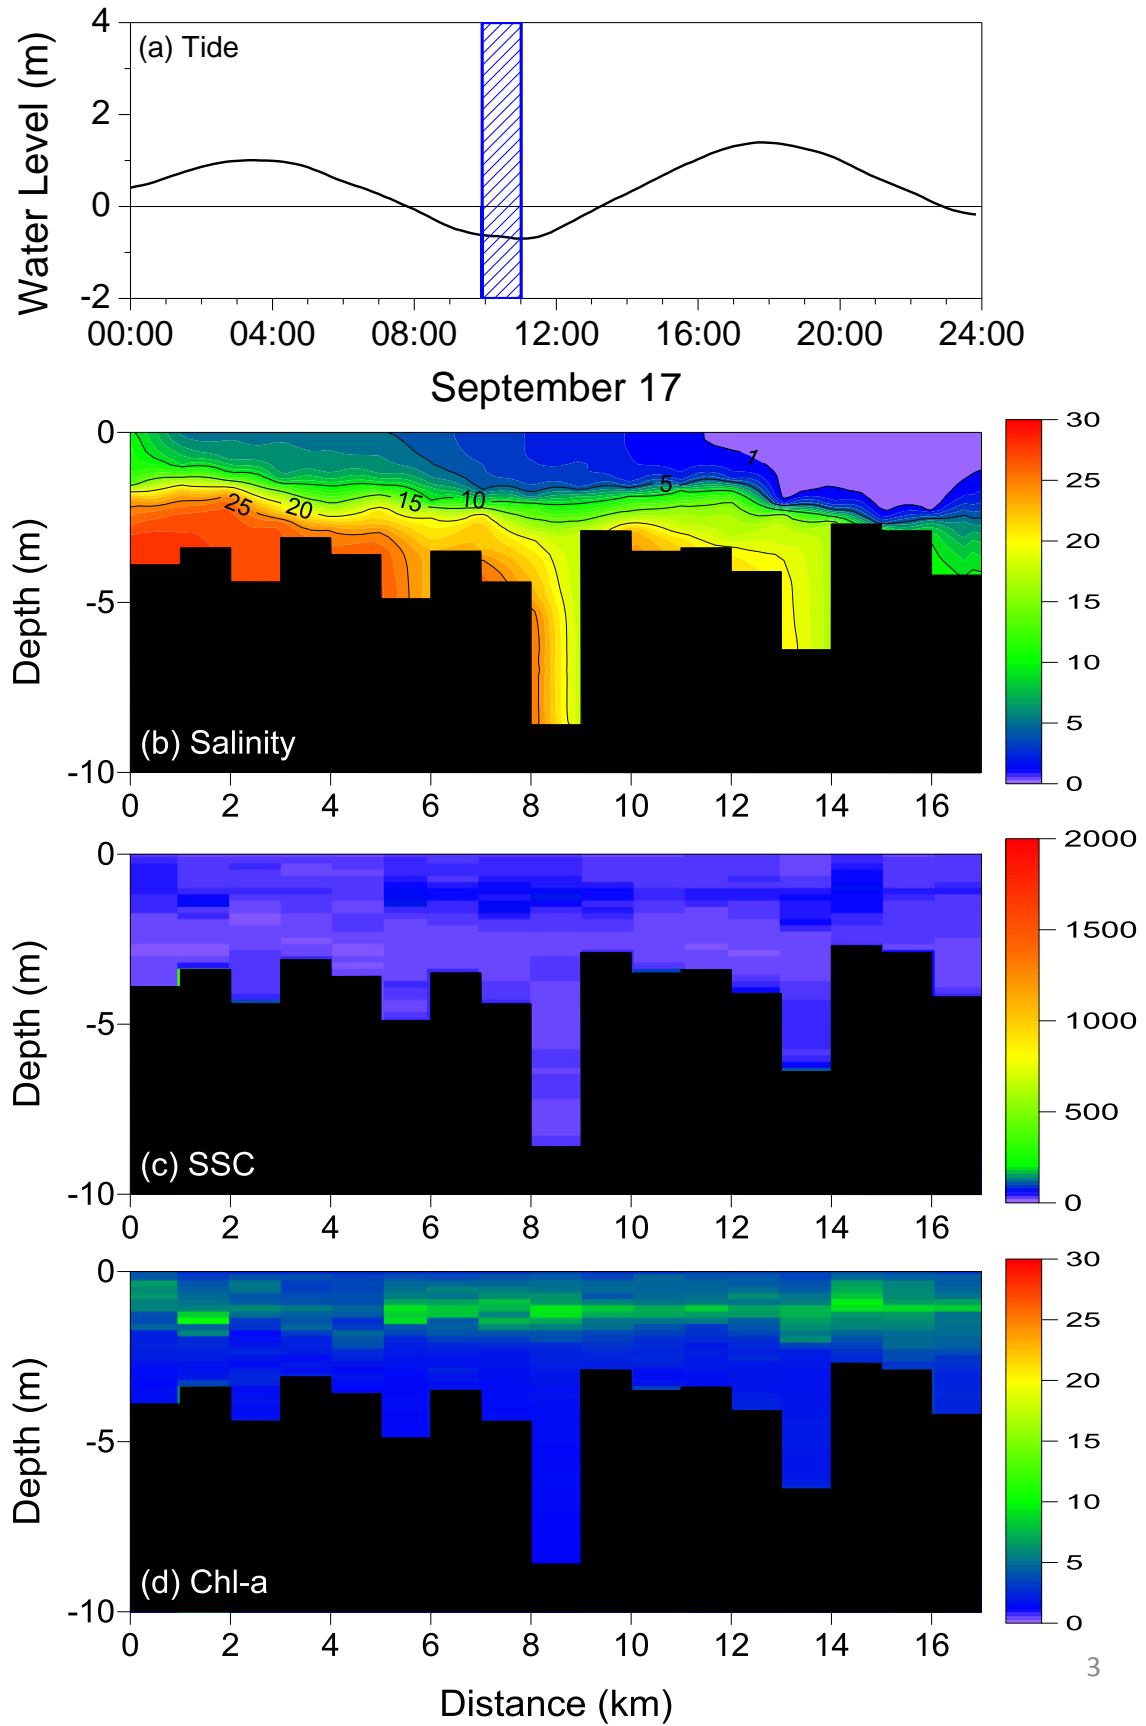 (a) Tide
Water Level (m)
4
2
0
-2
00:00 04:00 08:00 12:00 16:00 20:00 24:00
September 17
Depth (m)
0
-5
-10
1
5
10
15
20
25
(b) Salinity
0 2 4 6 8 10 12 14 16
30
25
20
15
10
5
0
Depth (m)
0
-5
-10
(c) SSC
0 2 4 6 8 10 12 14 16
2000
1500
1000
500
0
Depth (m)
0
-5
-10
(d) Chl-a
0 2 4 6 8 10 12 14 16
30
25
20
15
10
5
0
Distance (km)
3